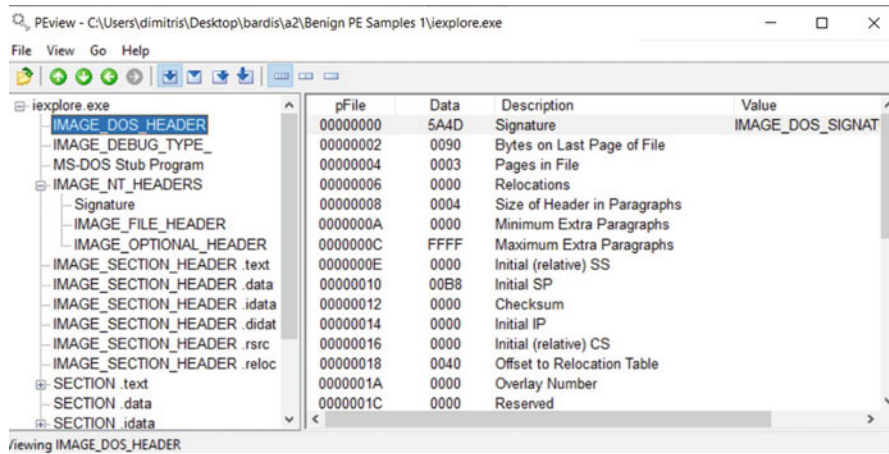 PEview - C:\Users\dimitris\Desktop\bardis\a2\Benign PE Samples 1\iexplore.exe
File View Go Help
iexplore.exe
IMAGE_DOS_HEADER
IMAGE_DEBUG_TYPE_
MS-DOS Stub Program
IMAGE_NT_HEADERS
Signature
IMAGE_FILE_HEADER
IMAGE_OPTIONAL_HEADER
IMAGE_SECTION_HEADER .text
IMAGE_SECTION_HEADER .data
IMAGE_SECTION_HEADER .idata
IMAGE_SECTION_HEADER .didat
IMAGE_SECTION_HEADER .rsrc
IMAGE_SECTION_HEADER .reloc
SECTION .text
SECTION .data
SECTION .idata
pFile Data Description Value
00000000 5A4D Signature IMAGE_DOS_SIGNAT
00000002 0090 Bytes on Last Page of File
00000004 0003 Pages in File
00000006 0000 Relocations
00000008 0004 Size of Header in Paragraphs
0000000A 0000 Minimum Extra Paragraphs
0000000C FFFF Maximum Extra Paragraphs
0000000E 0000 Initial (relative) SS
00000010 00B8 Initial SP
00000012 0000 Checksum
00000014 0000 Initial IP
00000016 0000 Initial (relative) CS
00000018 0040 Offset to Relocation Table
0000001A 0000 Overlay Number
0000001C 0000 Reserved
Viewing IMAGE_DOS_HEADER